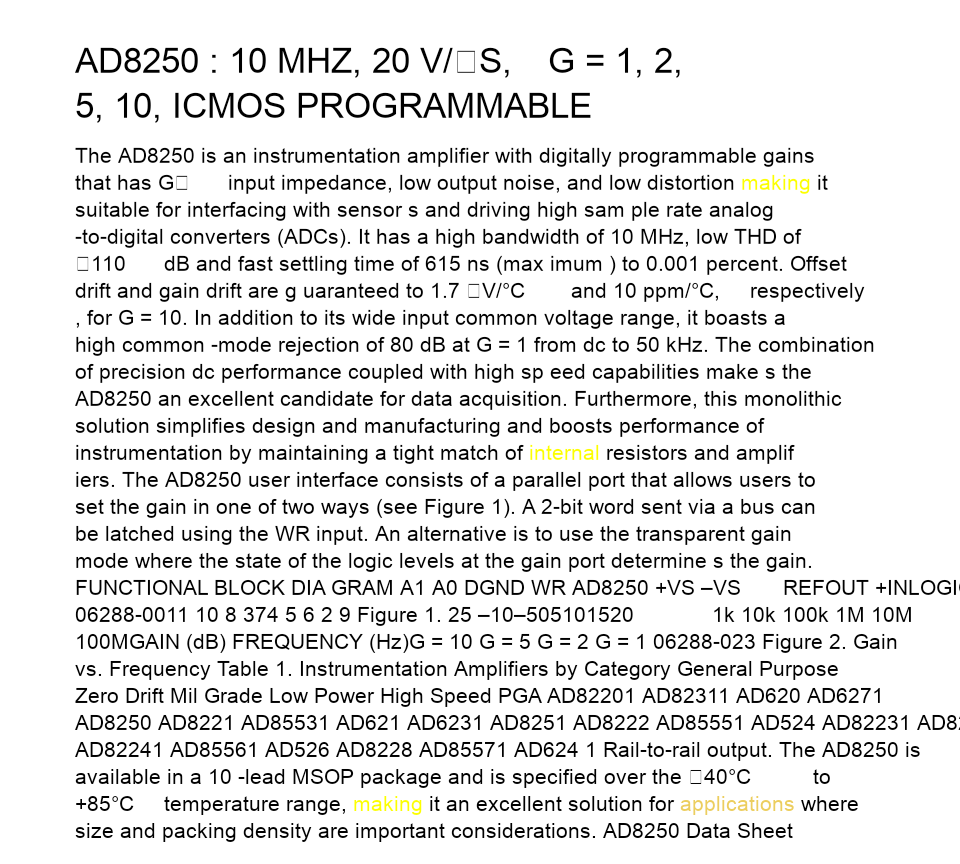 AD8250 : 10 MHZ, 20 V/□S, G = 1, 2,
5, 10, ICMOS PROGRAMMABLE
The AD8250 is an instrumentation amplifier with digitally programmable gains
that has G□ input impedance, low output noise, and low distortion making it
suitable for interfacing with sensor s and driving high sam ple rate analog
-to-digital converters (ADCs). It has a high bandwidth of 10 MHz, low THD of
□110 dB and fast settling time of 615 ns (max imum ) to 0.001 percent. Offset
drift and gain drift are g uaranteed to 1.7 □V/°C and 10 ppm/°C, respectively
, for G = 10. In addition to its wide input common voltage range, it boasts a
high common -mode rejection of 80 dB at G = 1 from dc to 50 kHz. The combination
of precision dc performance coupled with high sp eed capabilities make s the
AD8250 an excellent candidate for data acquisition. Furthermore, this monolithic
solution simplifies design and manufacturing and boosts performance of
instrumentation by maintaining a tight match of internal resistors and amplif
iers. The AD8250 user interface consists of a parallel port that allows users to
set the gain in one of two ways (see Figure 1). A 2-bit word sent via a bus can
be latched using the WR input. An alternative is to use the transparent gain
mode where the state of the logic levels at the gain port determine s the gain.
FUNCTIONAL BLOCK DIA GRAM A1 A0 DGND WR AD8250 +VS –VS REFOUT +INLOGI
06288-0011 10 8 374 5 6 2 9 Figure 1. 25 –10–505101520 1k 10k 100k 1M 10M
100MGAIN (dB) FREQUENCY (Hz)G = 10 G = 5 G = 2 G = 1 06288-023 Figure 2. Gain
vs. Frequency Table 1. Instrumentation Amplifiers by Category General Purpose
Zero Drift Mil Grade Low Power High Speed PGA AD82201 AD82311 AD620 AD6271
AD8250 AD8221 AD85531 AD621 AD6231 AD8251 AD8222 AD85551 AD524 AD82231
AD82241 AD85561 AD526 AD8228 AD85571 AD624 1 Rail-to-rail output. The AD8250 is
available in a 10 -lead MSOP package and is specified over the □40°C to
+85°C temperature range, making it an excellent solution for applications where
size and packing density are important considerations. AD8250 Data Sheet